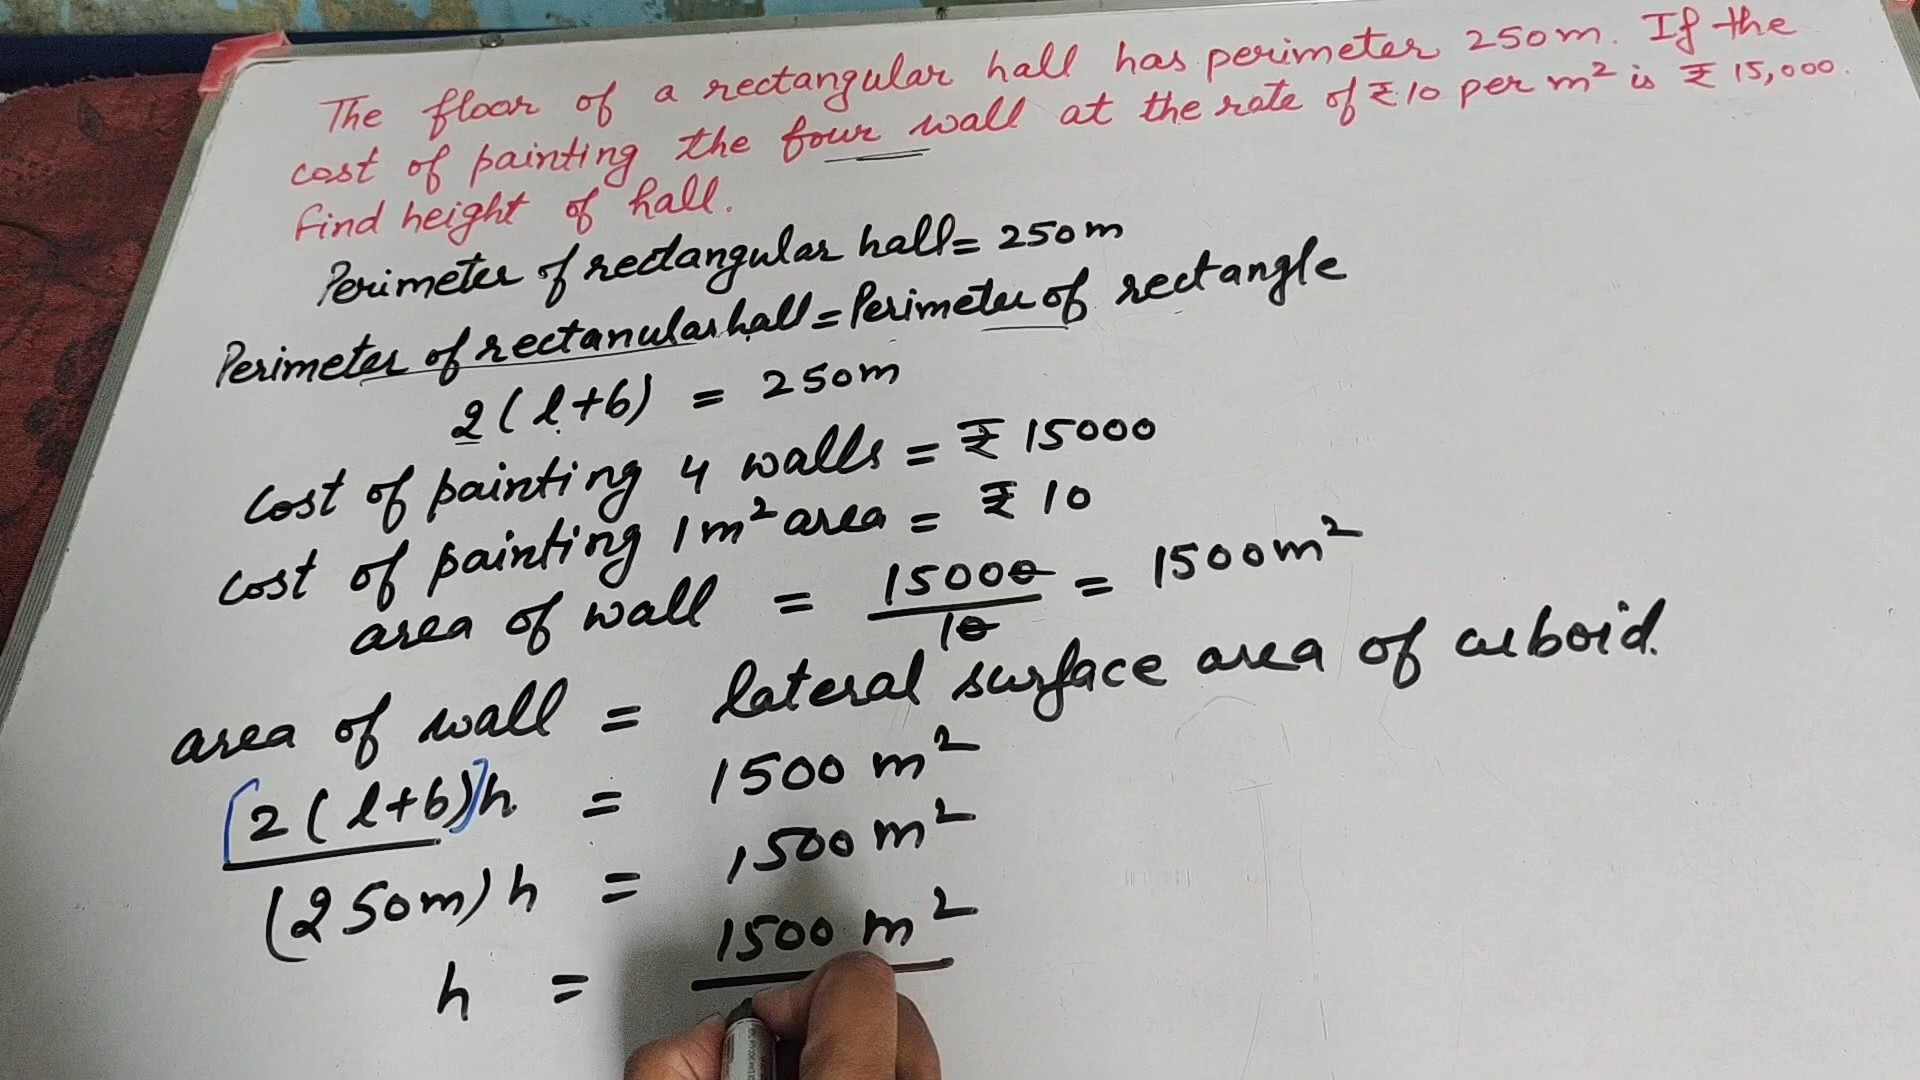 The floor of a rectangular hall has perimeter 250m. If the
cost of painting the four wall at the rate of ₹10 per m² is ₹ 15,000.
find height of hall.
Perimeter of rectangular hall = 250m
Perimeter of rectanular hall = Perimeter of rectangle
2(l+b) = 250m
Cost of painting 4 walls = ₹ 15000
cost of painting 1m² area = ₹ 10
area of wall = 15000/10 = 1500m²
area of wall = lateral surface area of cuboid.
[2(l+b)]h = 1500 m²
(250m)h = 1500 m²
h = 1500 m²